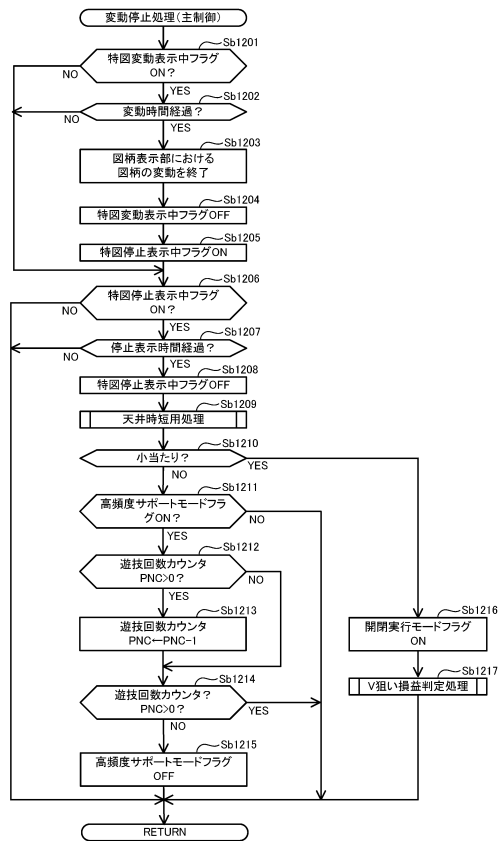 変動停止処理(主制御)
Sb1201
特図変動表示中フラグ
ON?
NO
YES
Sb1202
変動時間経過?
NO
YES
Sb1203
図柄表示部における
図柄の変動を終了
Sb1204
特図変動表示中フラグOFF
Sb1205
特図停止表示中フラグON
Sb1206
特図停止表示中フラグ
ON?
NO
YES
Sb1207
停止表示時間経過?
NO
YES
Sb1208
特図停止表示中フラグOFF
Sb1209
天井時短用処理
Sb1210
小当たり?
YES
NO
Sb1211
高頻度サポートモードフラ
グON?
NO
YES
Sb1212
遊技回数カウンタ
PNC>0?
NO
YES
Sb1213
遊技回数カウンタ
PNC←PNC-1
Sb1214
遊技回数カウンタ?
PNC>0?
YES
NO
Sb1215
高頻度サポートモードフラグ
OFF
Sb1216
開閉実行モードフラグ
ON
Sb1217
V狙い損益判定処理
RETURN